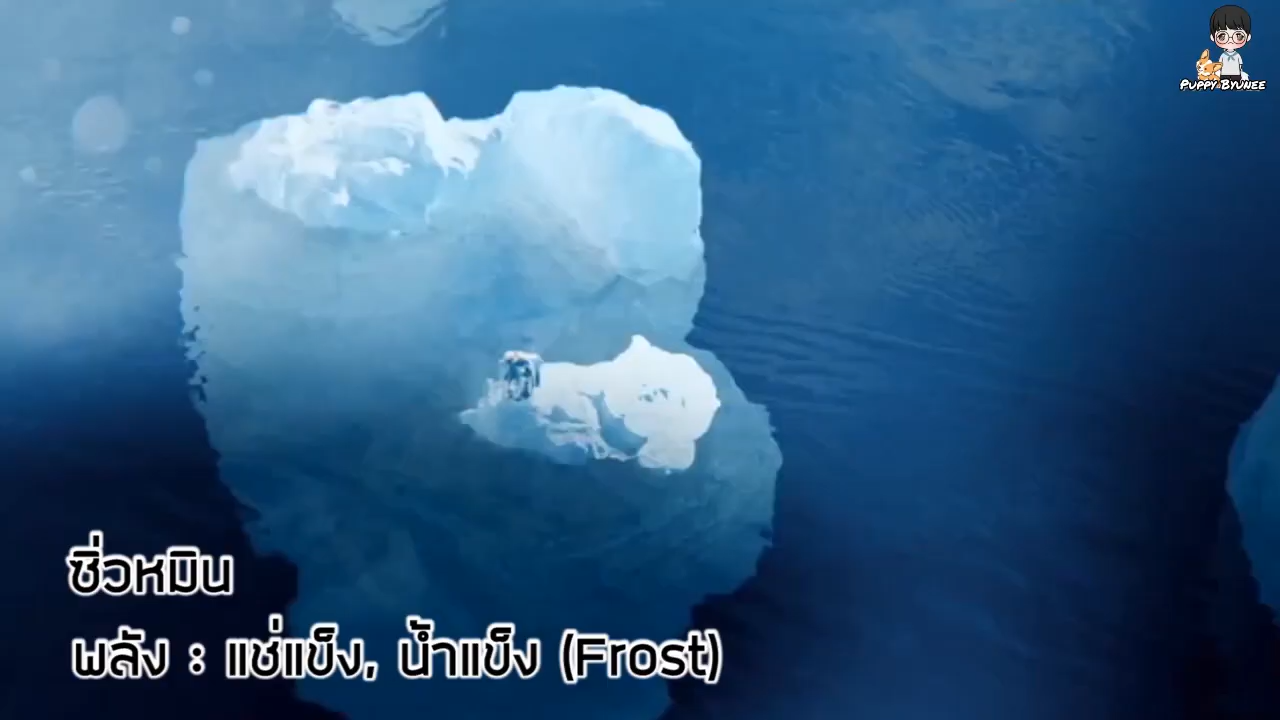 PUPPY BYUNEE
ซิ่วหมิน
พลัง : แช่แข็ง, น้ำแข็ง (Frost)